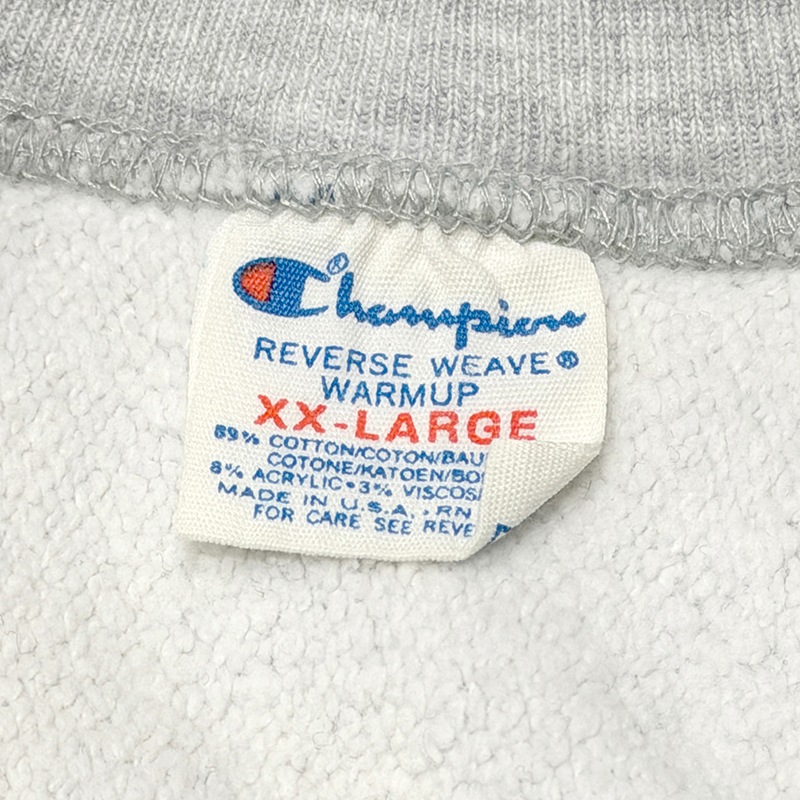 Champion®
REVERSE WEAVE®
WARMUP
XX-LARGE
89% COTTON/COTON/BAU
COTONE/KATOEN/BO
8% ACRYLIC•3% VISCOS
MADE IN U.S.A. . RN
FOR CARE SEE REVE